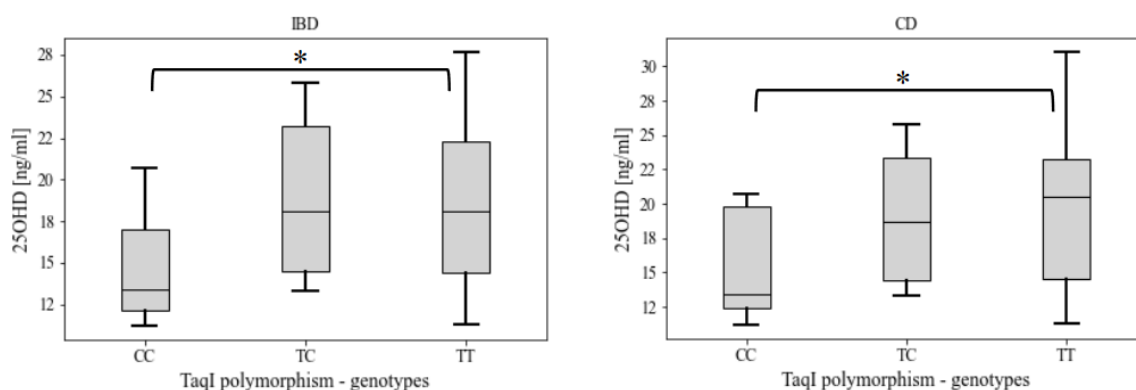 IBD
*
28
25
22
20
18
15
12
25OHD [ng/ml]
CC TC TT
TaqI polymorphism - genotypes
CD
*
30
28
25
22
20
18
15
12
25OHD [ng/ml]
CC TC TT
TaqI polymorphism - genotypes